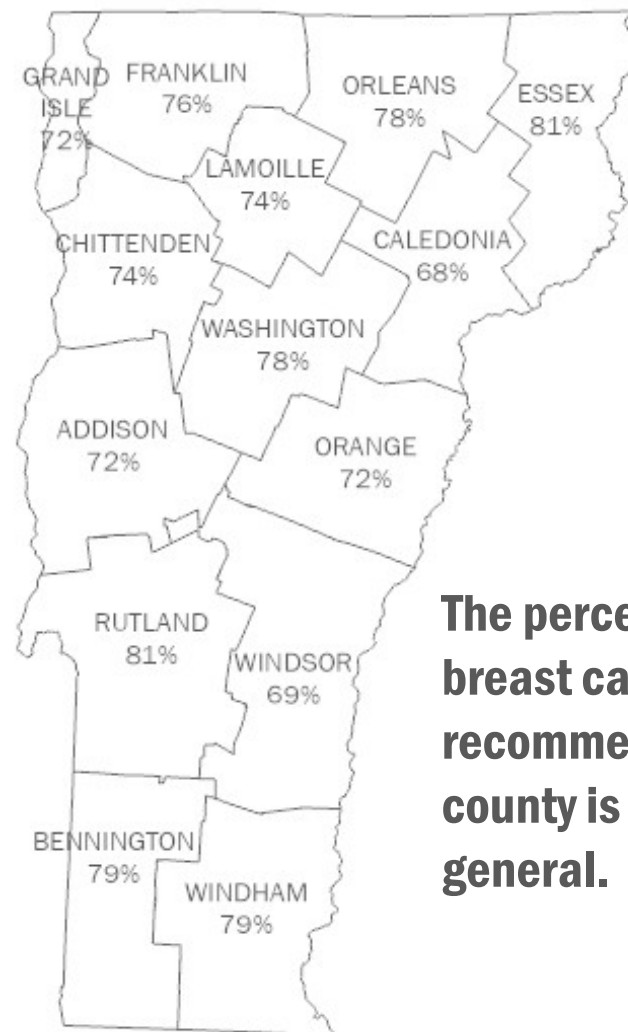 GRAND
ISLE
72%
FRANKLIN
76%
ORLEANS
78%
ESSEX
81%
LAMOILLE
74%
CHITTENDEN
74%
CALEDONIA
68%
WASHINGTON
78%
ADDISON
72%
ORANGE
72%
RUTLAND
81%
WINDSOR
69%
BENNINGTON
79%
WINDHAM
79%
The perce
breast ca
recomme
county is
general.